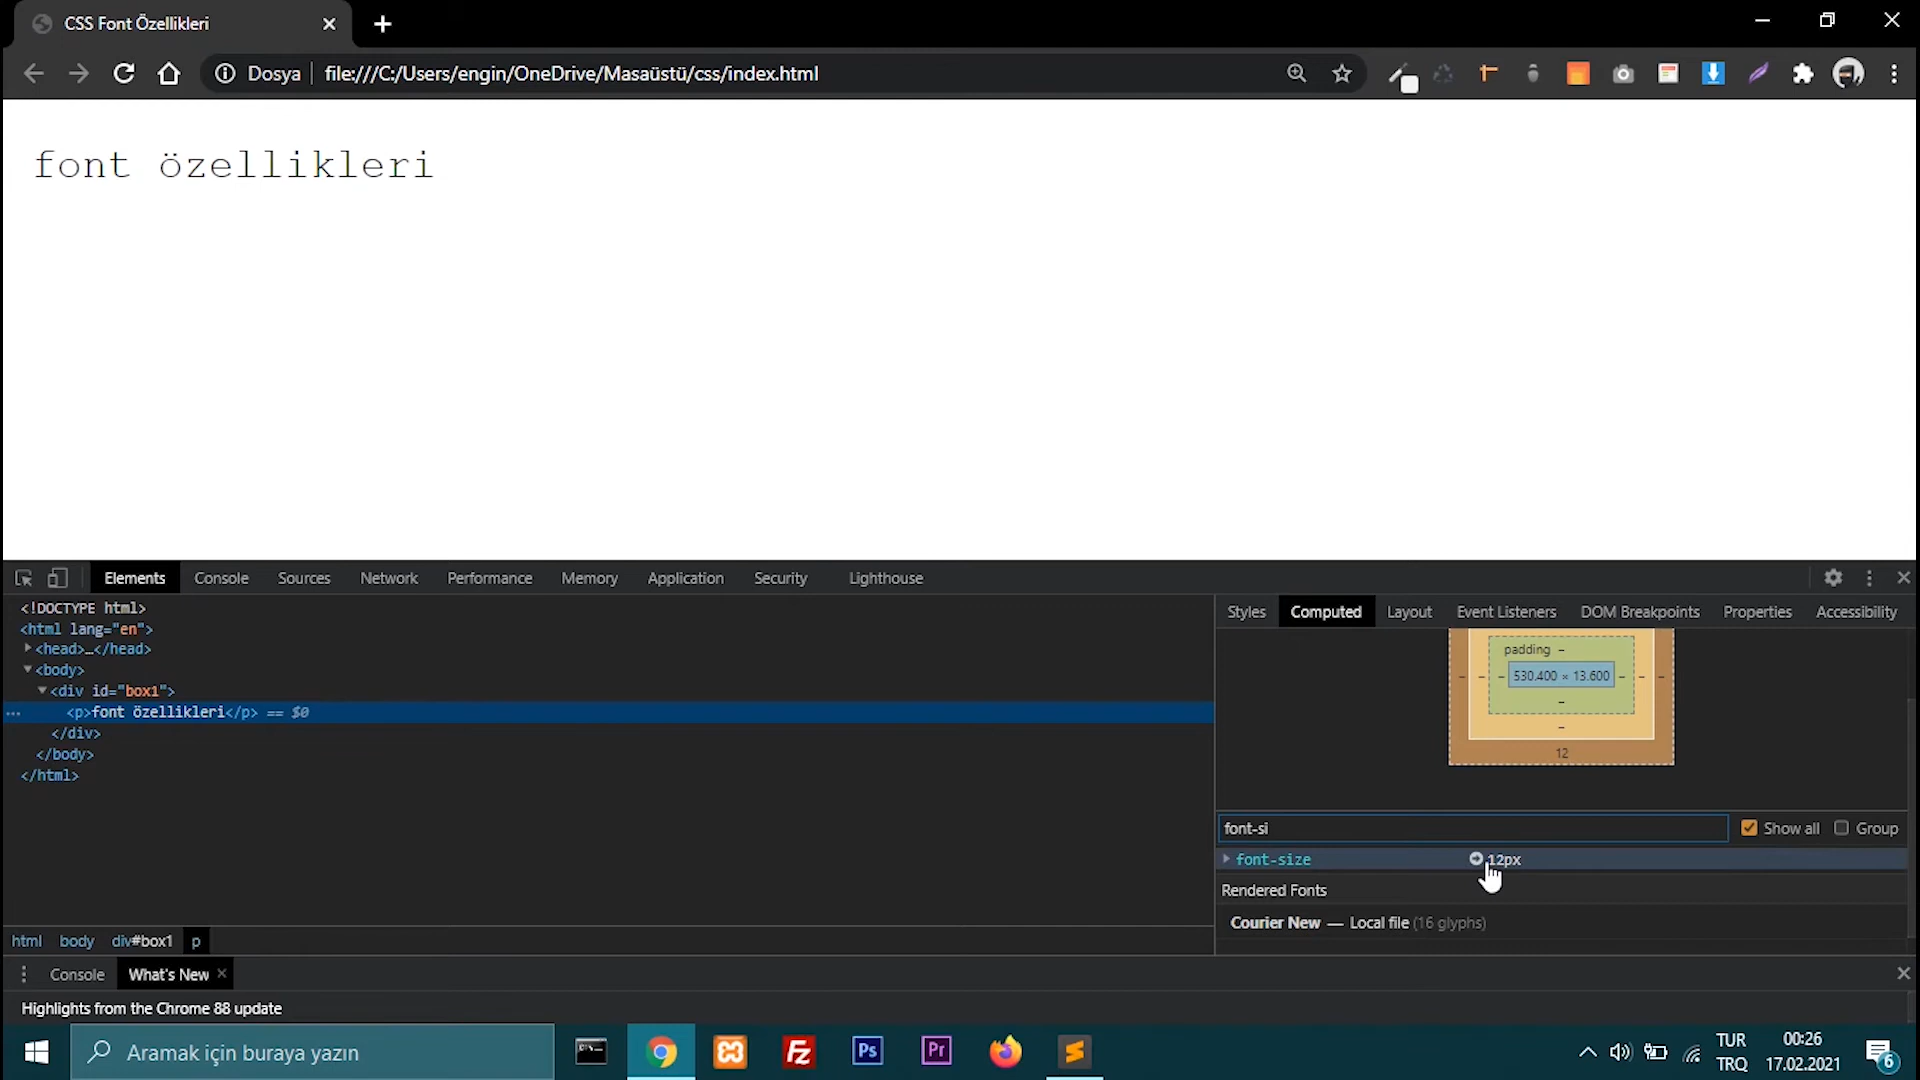 CSS Font Özellikleri
Dosya file:///C:/Users/engin/OneDrive/Masaüstü/css/index.html
font özellikleri
Elements Console Sources Network Performance Memory Application Security Lighthouse
<!DOCTYPE html>
<html lang="en">
<head>…</head>
<body>
<div id="box1">
<p>font özellikleri</p> == $0
</div>
</body>
</html>
html body div#box1 p
Styles Computed Layout Event Listeners DOM Breakpoints Properties Accessibility
padding -
530.400 × 13.600
12
font-si Show all Group
font-size 12px
Rendered Fonts
Courier New — Local file (16 glyphs)
Console What's New
Highlights from the Chrome 88 update
Aramak için buraya yazın
Ps Pr
TUR 00:26
TRQ 17.02.2021
6